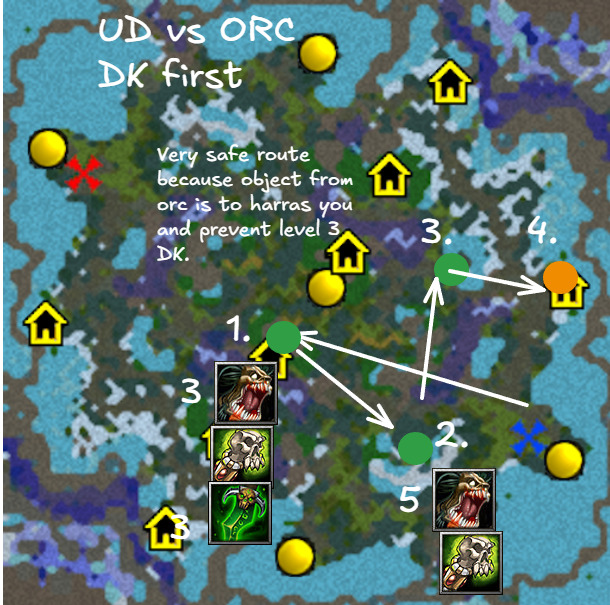 UD vs ORC
DK first
Very safe route
because object from
orc is to harras you
and prevent level 3
DK.
3.
4.
1.
3
2.
5
3